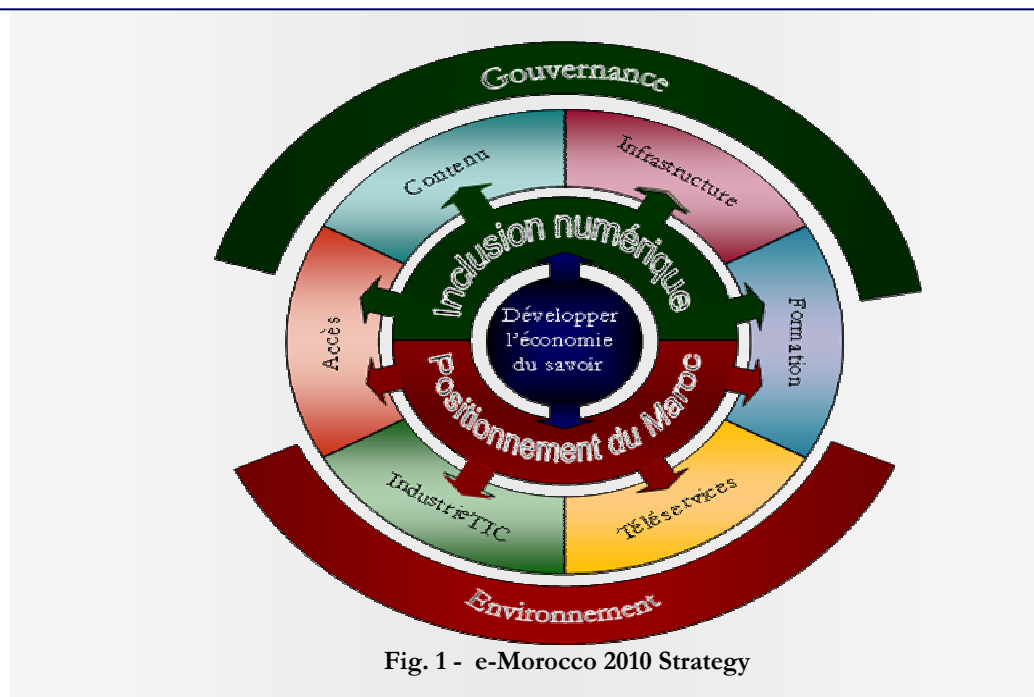 Gouvernance
Contenu
Infrastructure
Inclusion numérique
Accès
Développer
l'économie
du savoir
Formation
Positionnement du Maroc
IndustrieTIC
Téléservices
Environnement
Fig. 1 - e-Morocco 2010 Strategy